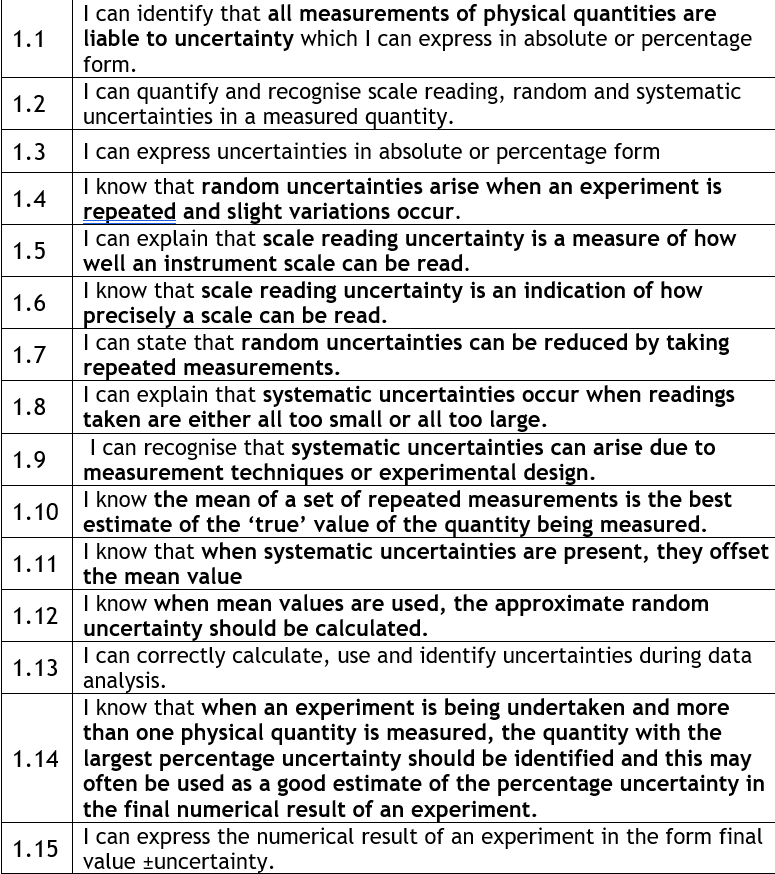 1.1
I can identify that all measurements of physical quantities are
liable to uncertainty which I can express in absolute or percentage
form.
1.2
I can quantify and recognise scale reading, random and systematic
uncertainties in a measured quantity.
1.3
I can express uncertainties in absolute or percentage form
1.4
I know that random uncertainties arise when an experiment is
repeated and slight variations occur.
1.5
I can explain that scale reading uncertainty is a measure of how
well an instrument scale can be read.
1.6
I know that scale reading uncertainty is an indication of how
precisely a scale can be read.
1.7
I can state that random uncertainties can be reduced by taking
repeated measurements.
1.8
I can explain that systematic uncertainties occur when readings
taken are either all too small or all too large.
1.9
I can recognise that systematic uncertainties can arise due to
measurement techniques or experimental design.
1.10
I know the mean of a set of repeated measurements is the best
estimate of the ‘true’ value of the quantity being measured.
1.11
I know that when systematic uncertainties are present, they offset
the mean value
1.12
I know when mean values are used, the approximate random
uncertainty should be calculated.
1.13
I can correctly calculate, use and identify uncertainties during data
analysis.
1.14
I know that when an experiment is being undertaken and more
than one physical quantity is measured, the quantity with the
largest percentage uncertainty should be identified and this may
often be used as a good estimate of the percentage uncertainty in
the final numerical result of an experiment.
1.15
I can express the numerical result of an experiment in the form final
value ±uncertainty.